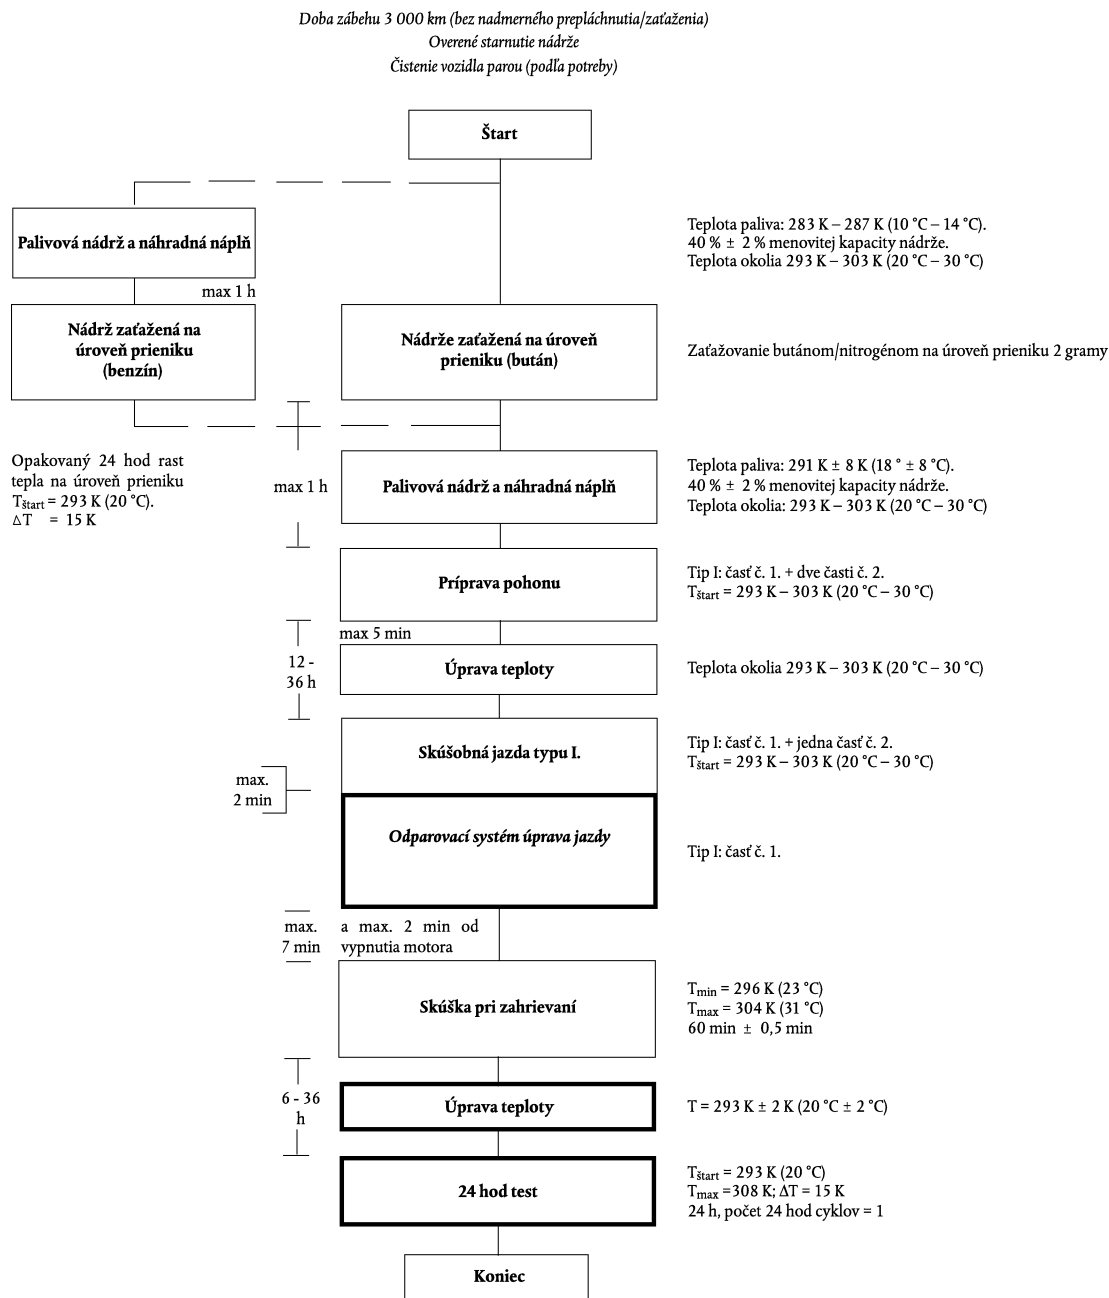 Doba zábehu 3 000 km (bez nadmerného prepláchnutia/zaťaženia)
Overené starnutie nádrže
Čistenie vozidla parou (podľa potreby)
Štart
Palivová nádrž a náhradná náplň
Teplota paliva: 283 K – 287 K (10 °C – 14 °C).
40 % ± 2 % menovitej kapacity nádrže.
Teplota okolia 293 K – 303 K (20 °C – 30 °C)
max 1 h
Nádrž zaťažená na
úroveň prieniku
(benzín)
Nádrže zaťažená na úroveň
prieniku (bután)
Zaťažovanie butánom/nitrogénom na úroveň prieniku 2 gramy
Opakovaný 24 hod rast
tepla na úroveň prieniku
Tštart = 293 K (20 °C).
△T = 15 K
max 1 h
Palivová nádrž a náhradná náplň
Teplota paliva: 291 K ± 8 K (18 ° ± 8 °C).
40 % ± 2 % menovitej kapacity nádrže.
Teplota okolia: 293 K – 303 K (20 °C – 30 °C)
Príprava pohonu
Tip I: časť č. 1. + dve časti č. 2.
Tštart = 293 K – 303 K (20 °C – 30 °C)
max 5 min
12 -
36 h
Úprava teploty
Teplota okolia 293 K – 303 K (20 °C – 30 °C)
Skúšobná jazda typu I.
Tip I: časť č. 1. + jedna časť č. 2.
Tštart = 293 K – 303 K (20 °C – 30 °C)
max.
2 min
Odparovací systém úprava jazdy
Tip I: časť č. 1.
max.
7 min
a max. 2 min od
vypnutia motora
Skúška pri zahrievaní
Tmin = 296 K (23 °C)
Tmax = 304 K (31 °C)
60 min ± 0,5 min
6 - 36
h
Úprava teploty
T = 293 K ± 2 K (20 °C ± 2 °C)
24 hod test
Tštart = 293 K (20 °C)
Tmax =308 K; ΔT = 15 K
24 h, počet 24 hod cyklov = 1
Koniec